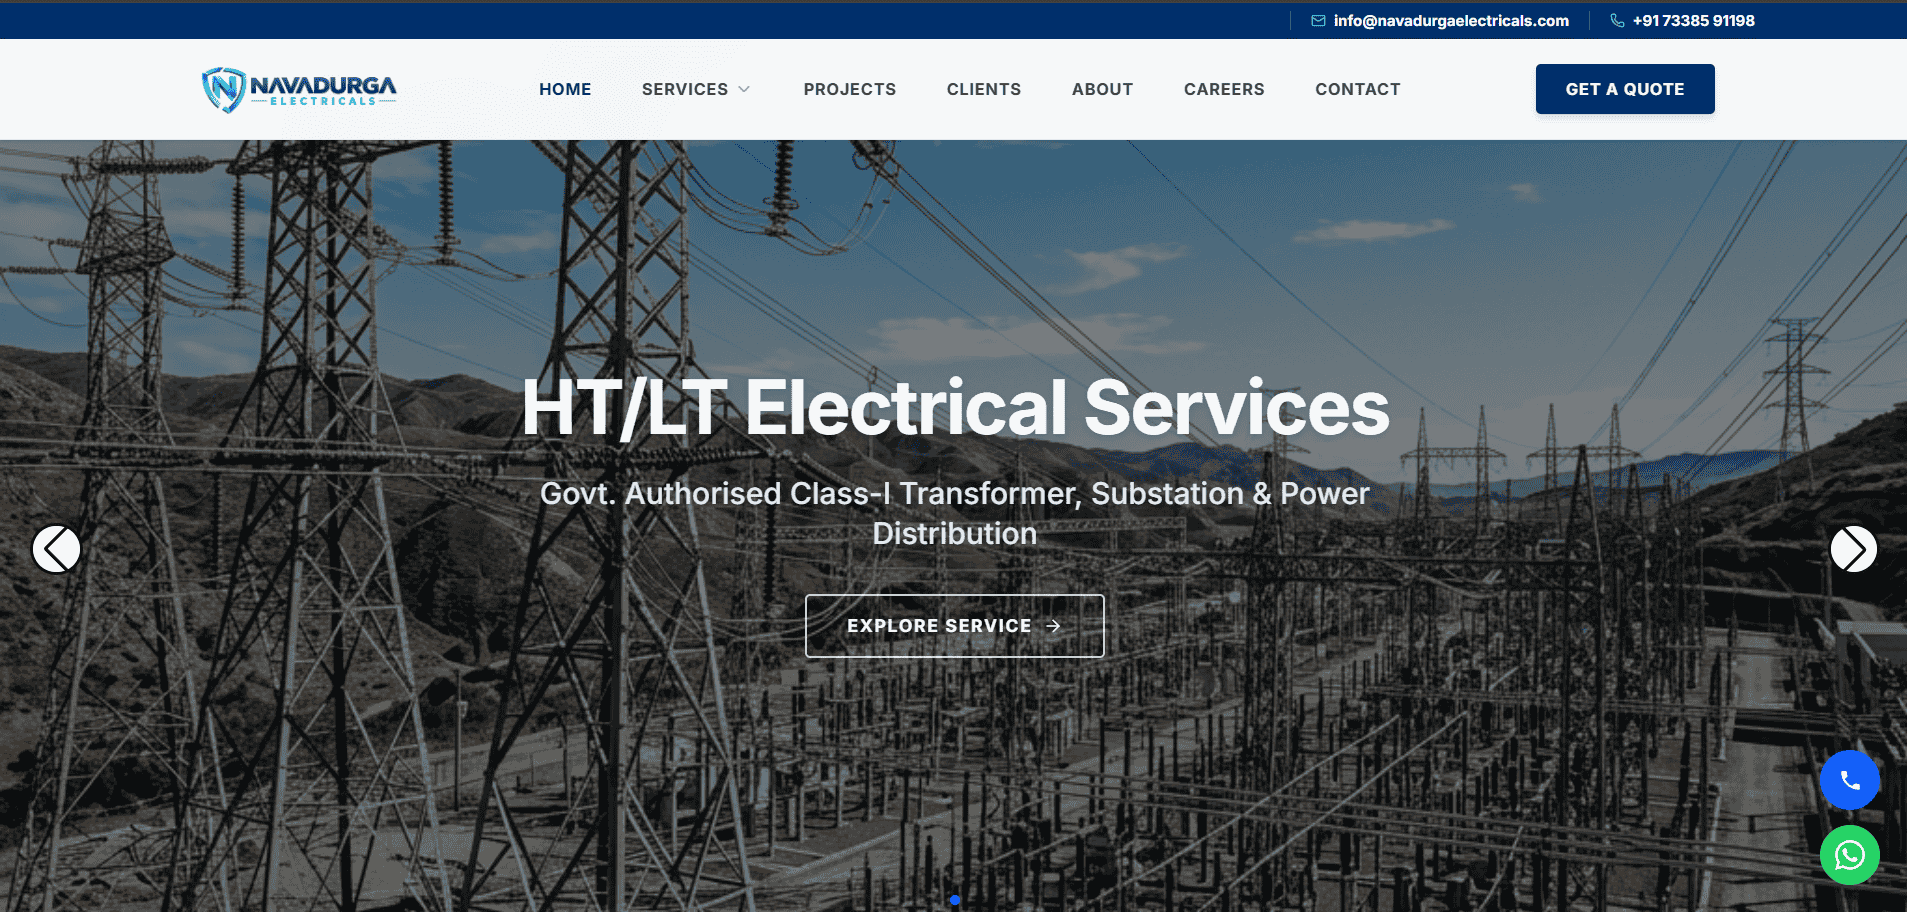 info@navadurgaelectricals.com
+91 73385 91198
NAVADURGA
ELECTRICALS
HOME
SERVICES
PROJECTS
CLIENTS
ABOUT
CAREERS
CONTACT
GET A QUOTE
HT/LT Electrical Services
Govt. Authorised Class-I Transformer, Substation & Power
Distribution
EXPLORE SERVICE